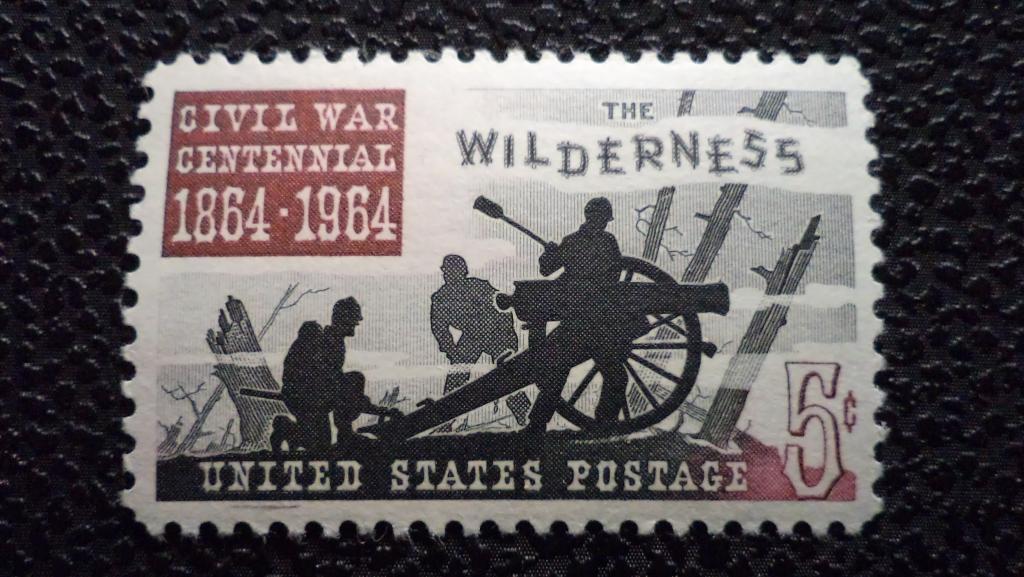 CIVIL WAR
CENTENNIAL
1864 · 1964
THE
WILDERNESS
5¢
UNITED STATES POSTAGE